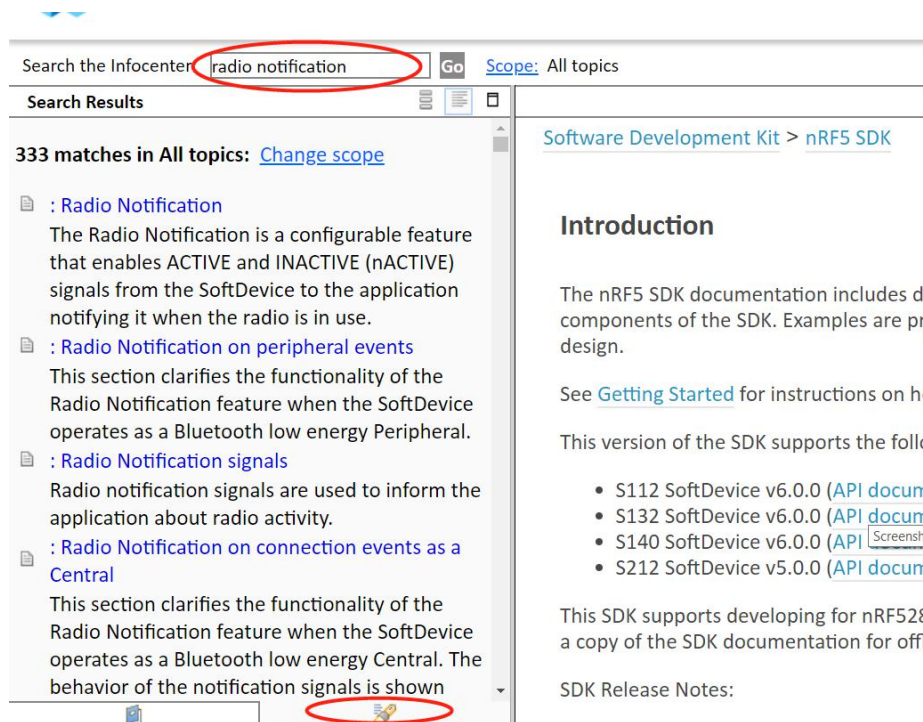 Search the Infocenter radio notification Go Scope: All topics
Search Results
333 matches in All topics: Change scope
: Radio Notification
The Radio Notification is a configurable feature
that enables ACTIVE and INACTIVE (nACTIVE)
signals from the SoftDevice to the application
notifying it when the radio is in use.
: Radio Notification on peripheral events
This section clarifies the functionality of the
Radio Notification feature when the SoftDevice
operates as a Bluetooth low energy Peripheral.
: Radio Notification signals
Radio notification signals are used to inform the
application about radio activity.
: Radio Notification on connection events as a
Central
This section clarifies the functionality of the
Radio Notification feature when the SoftDevice
operates as a Bluetooth low energy Central. The
behavior of the notification signals is shown
Software Development Kit > nRF5 SDK
Introduction
The nRF5 SDK documentation includes d
components of the SDK. Examples are pr
design.
See Getting Started for instructions on h
This version of the SDK supports the foll
• S112 SoftDevice v6.0.0 (API docum
• S132 SoftDevice v6.0.0 (API docum
• S140 SoftDevice v6.0.0 (API
Screensh
• S212 SoftDevice v5.0.0 (API docum
This SDK supports developing for nRF528
a copy of the SDK documentation for off
SDK Release Notes: